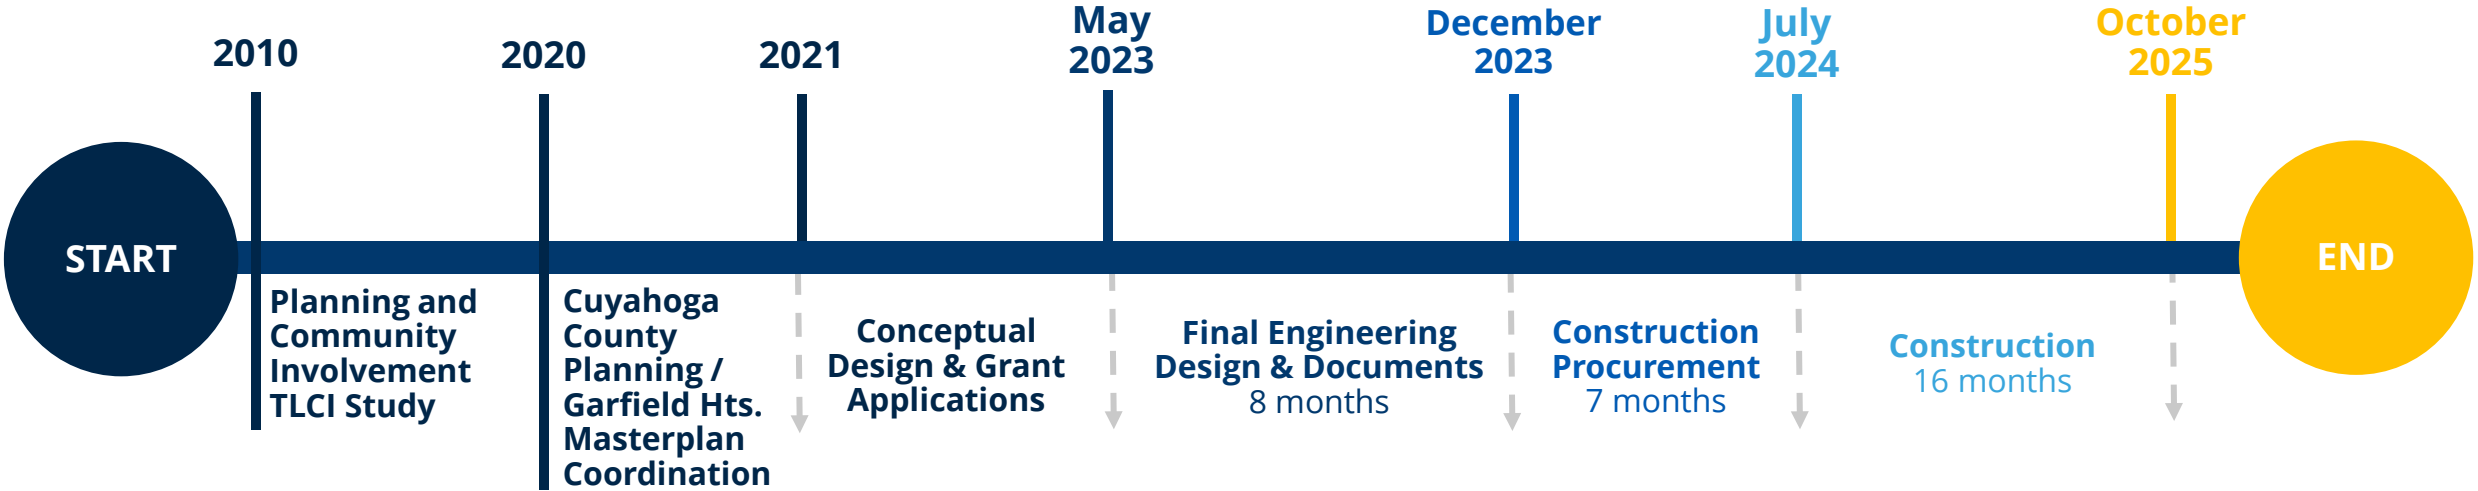 2010
2020
2021
May
2023
December
2023
July
2024
October
2025
START
Planning and
Community
Involvement
TLCI Study
Cuyahoga
County
Planning /
Garfield Hts.
Masterplan
Coordination
Conceptual
Design & Grant
Applications
Final Engineering
Design & Documents
8 months
Construction
Procurement
7 months
Construction
16 months
END